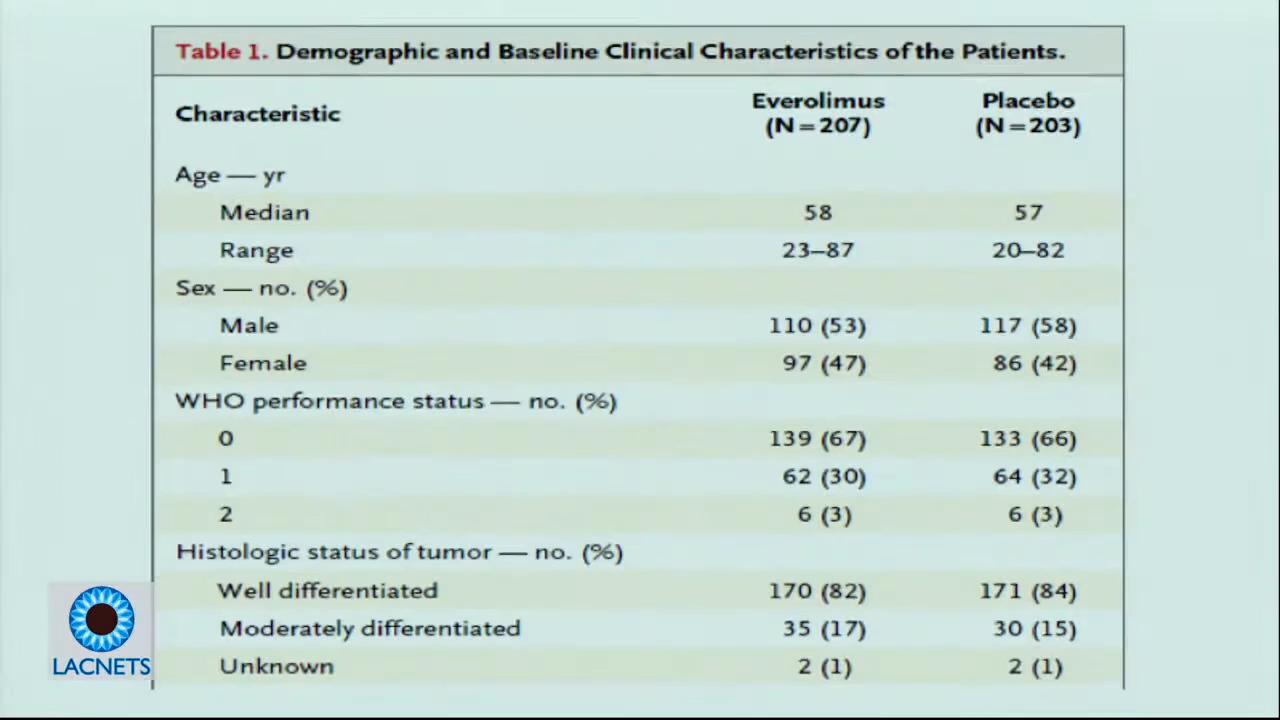 Table 1. Demographic and Baseline Clinical Characteristics of the Patients.
Characteristic Everolimus (N=207) Placebo (N=203)
Age — yr
Median 58 57
Range 23–87 20–82
Sex — no. (%)
Male 110 (53) 117 (58)
Female 97 (47) 86 (42)
WHO performance status — no. (%)
0 139 (67) 133 (66)
1 62 (30) 64 (32)
2 6 (3) 6 (3)
Histologic status of tumor — no. (%)
Well differentiated 170 (82) 171 (84)
Moderately differentiated 35 (17) 30 (15)
Unknown 2 (1) 2 (1)
LACNETS